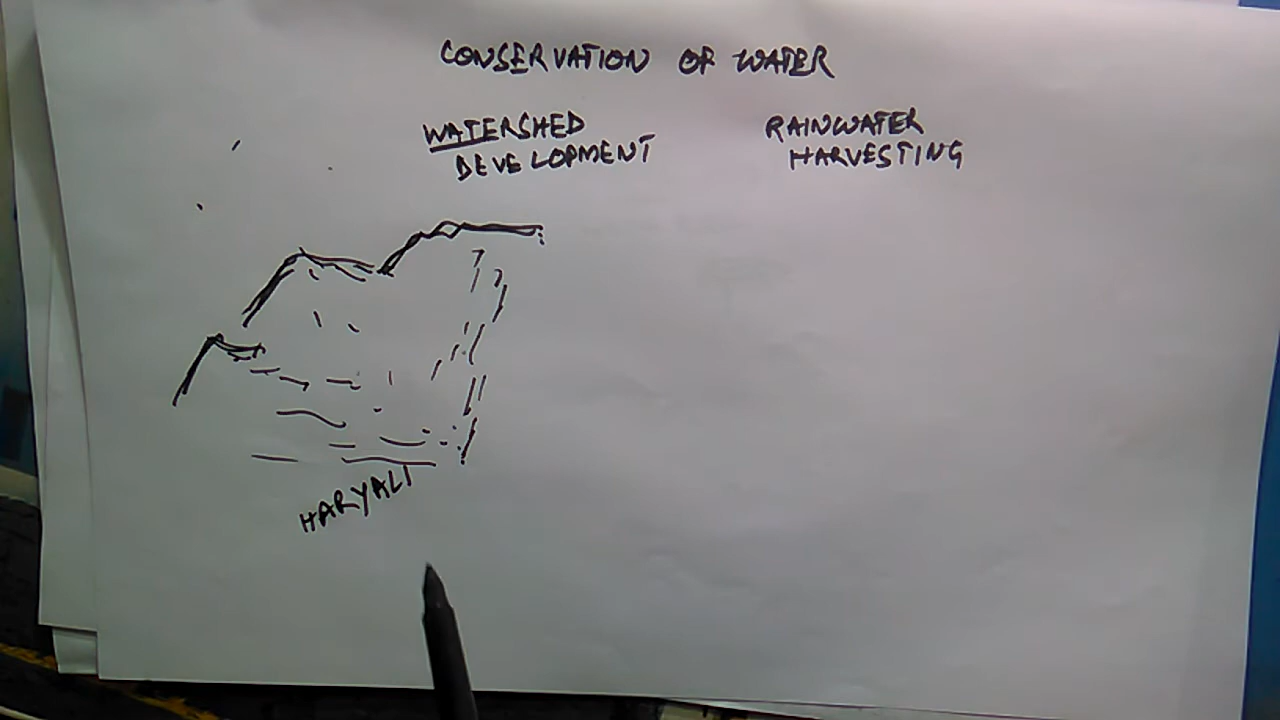 CONSERVATION OF WATER
WATERSHED
DEVELOPMENT
RAINWATER
HARVESTING
HARYALI